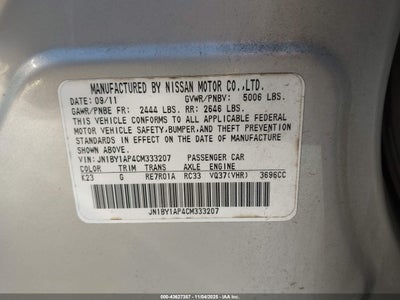 MANUFACTURED BY NISSAN MOTOR CO.,LTD.
DATE: 09/11 GVWR/PNBV: 5006 LBS.
GAWR/PNBE FR: 2444 LBS. RR: 2646 LBS.
THIS VEHICLE CONFORMS TO ALL APPLICABLE FEDERAL
MOTOR VEHICLE SAFETY, BUMPER, AND THEFT PREVENTION
STANDARDS IN EFFECT ON THE DATE OF MANUFACTURE
SHOWN ABOVE.
VIN: JN1BY1AP4CM333207 PASSENGER CAR
COLOR TRIM TRANS AXLE ENGINE
K23 G RE7R01A RC33 VQ37(VHR) 3696CC
JN1BY1AP4CM333207
© IAA - 43627367 - 11/04/2025 - IAAI.COM